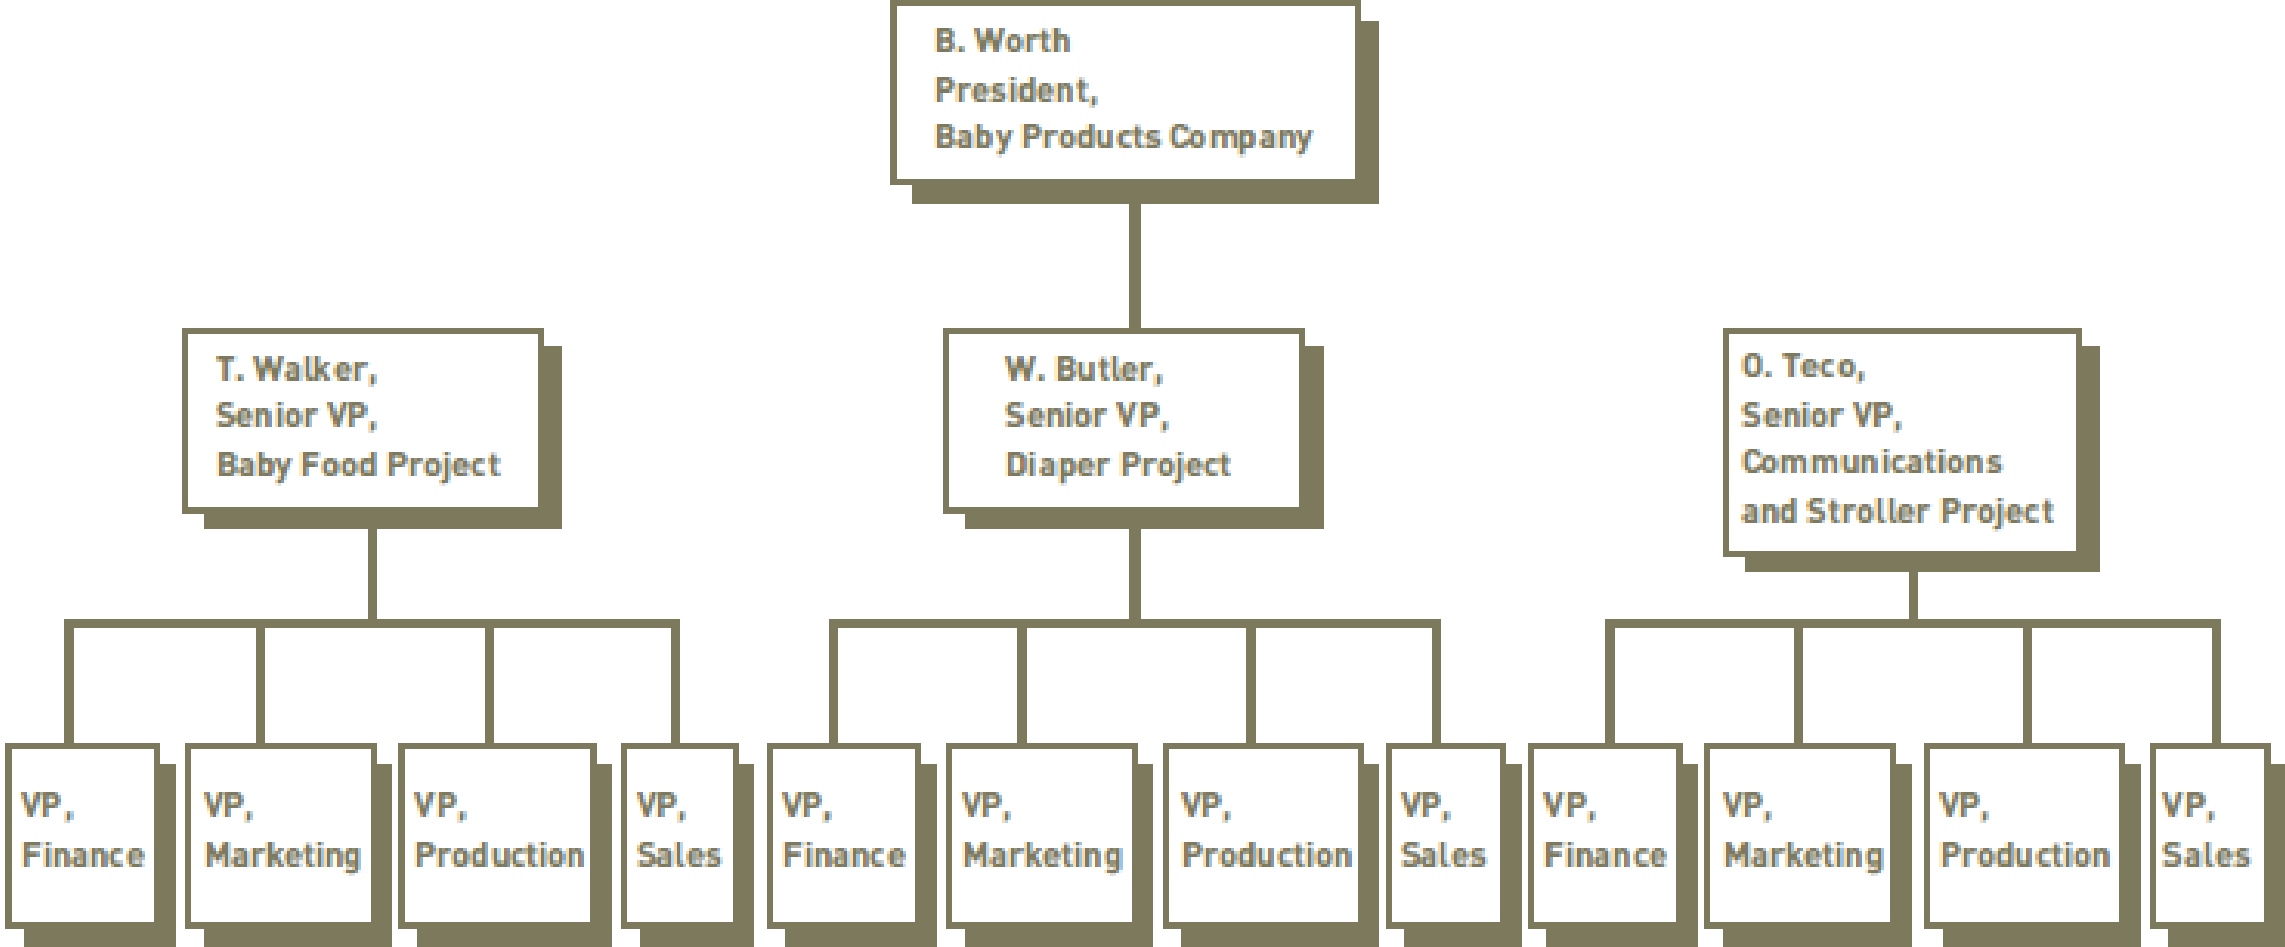 B. Worth
President,
Baby Products Company
T. Walker,
Senior VP,
Baby Food Project
W. Butler,
Senior VP,
Diaper Project
O. Teco,
Senior VP,
Communications
and Stroller Project
VP,
Finance
VP,
Marketing
VP,
Production
VP,
Sales
VP,
Finance
VP,
Marketing
VP,
Production
VP,
Sales
VP,
Finance
VP,
Marketing
VP,
Production
VP,
Sales